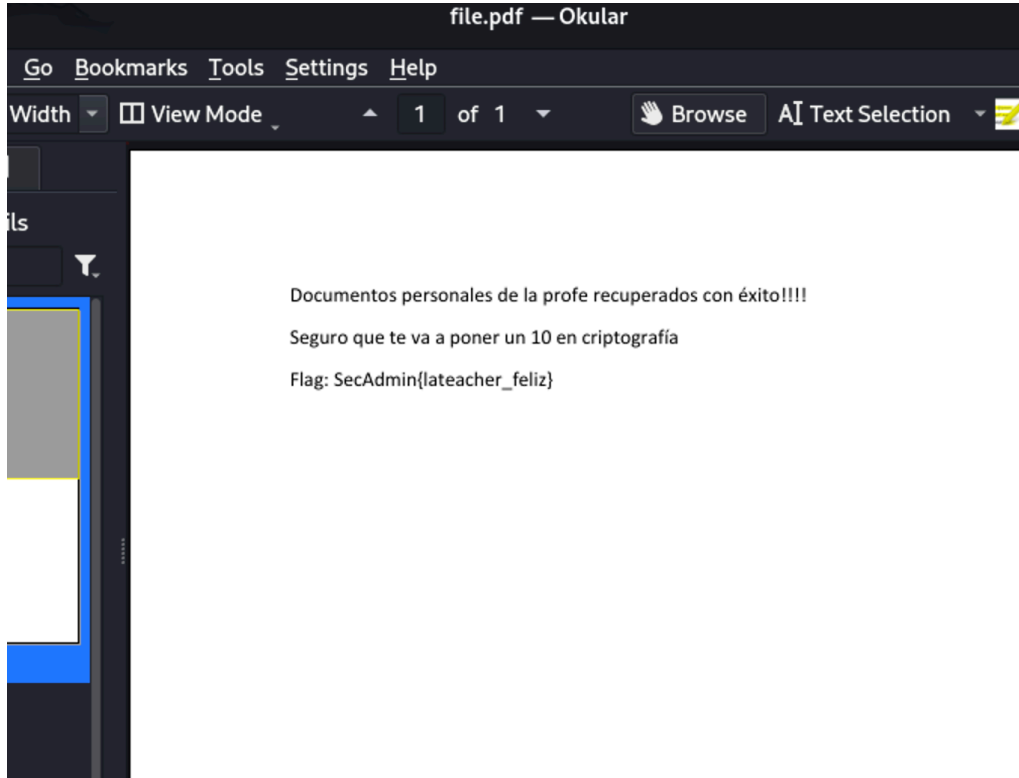 file.pdf — Okular
Go Bookmarks Tools Settings Help
Width View Mode 1 of 1 Browse Text Selection
ils
Documentos personales de la profe recuperados con éxito!!!!
Seguro que te va a poner un 10 en criptografía
Flag: SecAdmin{lateacher_feliz}